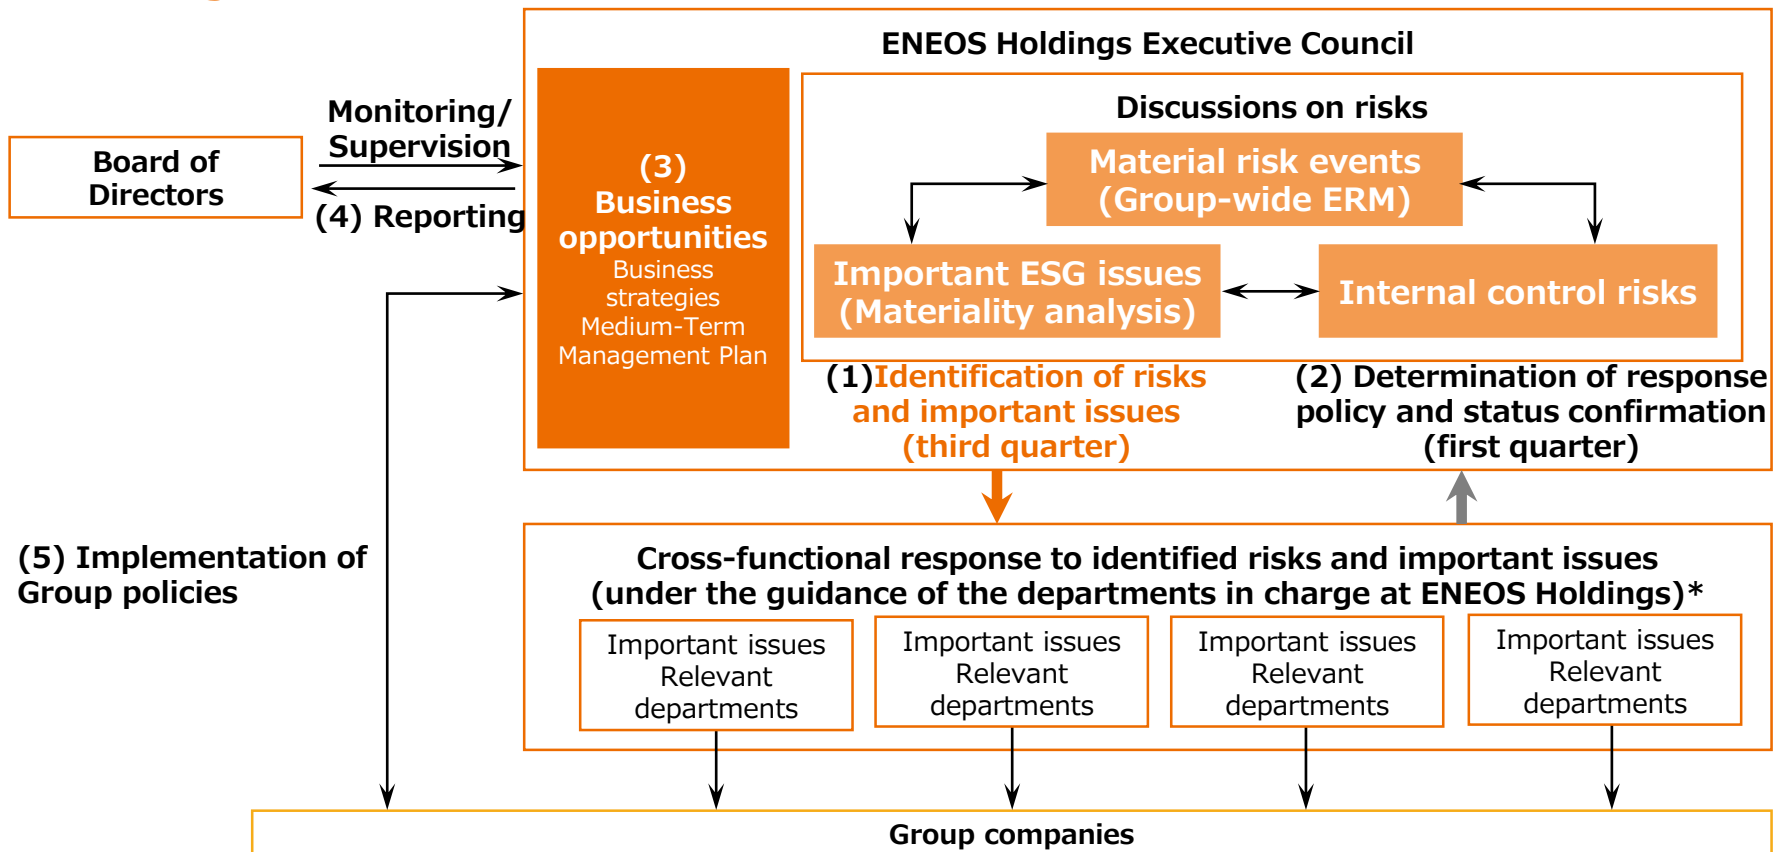 ENEOS Holdings Executive Council
Monitoring/
Supervision
Board of
Directors
(4) Reporting
(3)
Business
opportunities
Business
strategies
Medium-Term
Management Plan
Discussions on risks
Material risk events
(Group-wide ERM)
Important ESG issues
(Materiality analysis)
Internal control risks
(1)Identification of risks
and important issues
(third quarter)
(2) Determination of response
policy and status confirmation
(first quarter)
(5) Implementation of
Group policies
Cross-functional response to identified risks and important issues
(under the guidance of the departments in charge at ENEOS Holdings)*
Important issues
Relevant
departments
Important issues
Relevant
departments
Important issues
Relevant
departments
Important issues
Relevant
departments
Group companies